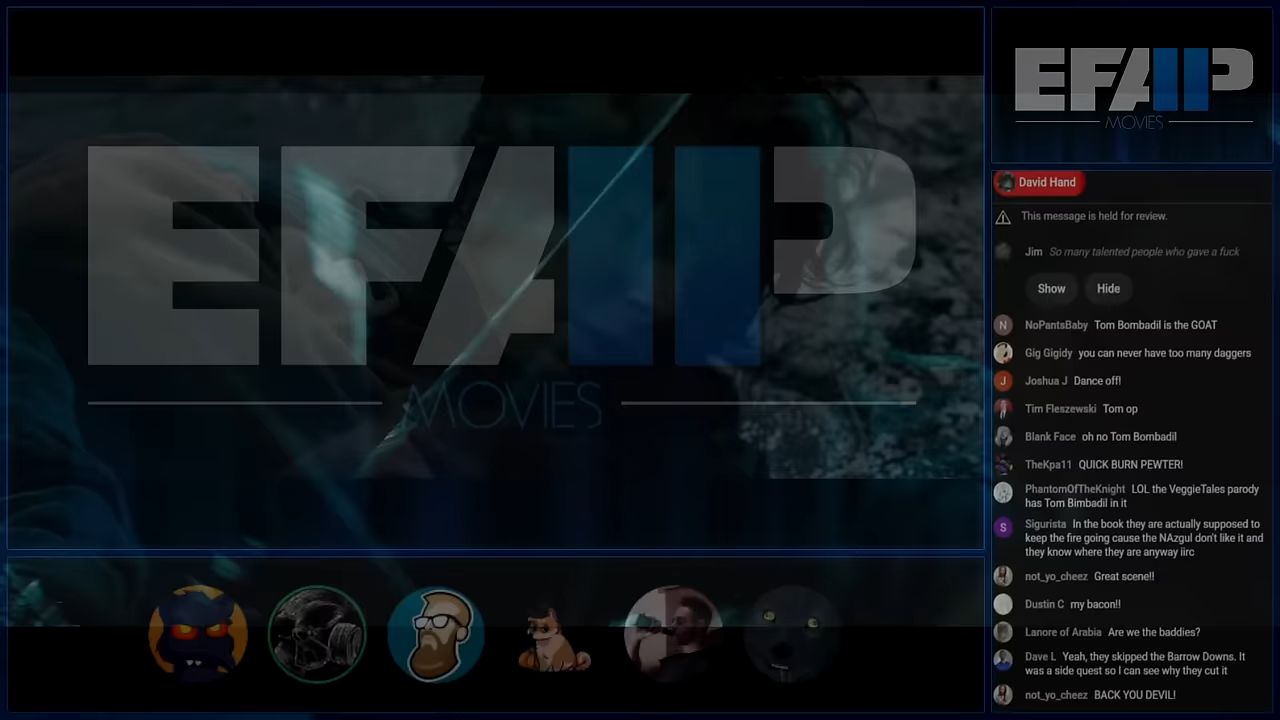 EFAP
MOVIES
EFAP
MOVIES
David Hand
This message is held for review.
Jim So many talented people who gave a fuck
Show Hide
N NoPantsBaby Tom Bombadil is the GOAT
Gig Gigidy you can never have too many daggers
J Joshua J Dance off!
Tim Fleszewski Tom op
Blank Face oh no Tom Bombadil
TheKpa11 QUICK BURN PEWTER!
PhantomOfTheKnight LOL the VeggieTales parody
has Tom Bimbadil in it
S Sigurista In the book they are actually supposed to
keep the fire going cause the NAzgul don't like it and
they know where they are anyway iirc
not_yo_cheez Great scene!!
Dustin C my bacon!!
Lanore of Arabia Are we the baddies?
Dave L Yeah, they skipped the Barrow Downs. It
was a side quest so I can see why they cut it
not_yo_cheez BACK YOU DEVIL!